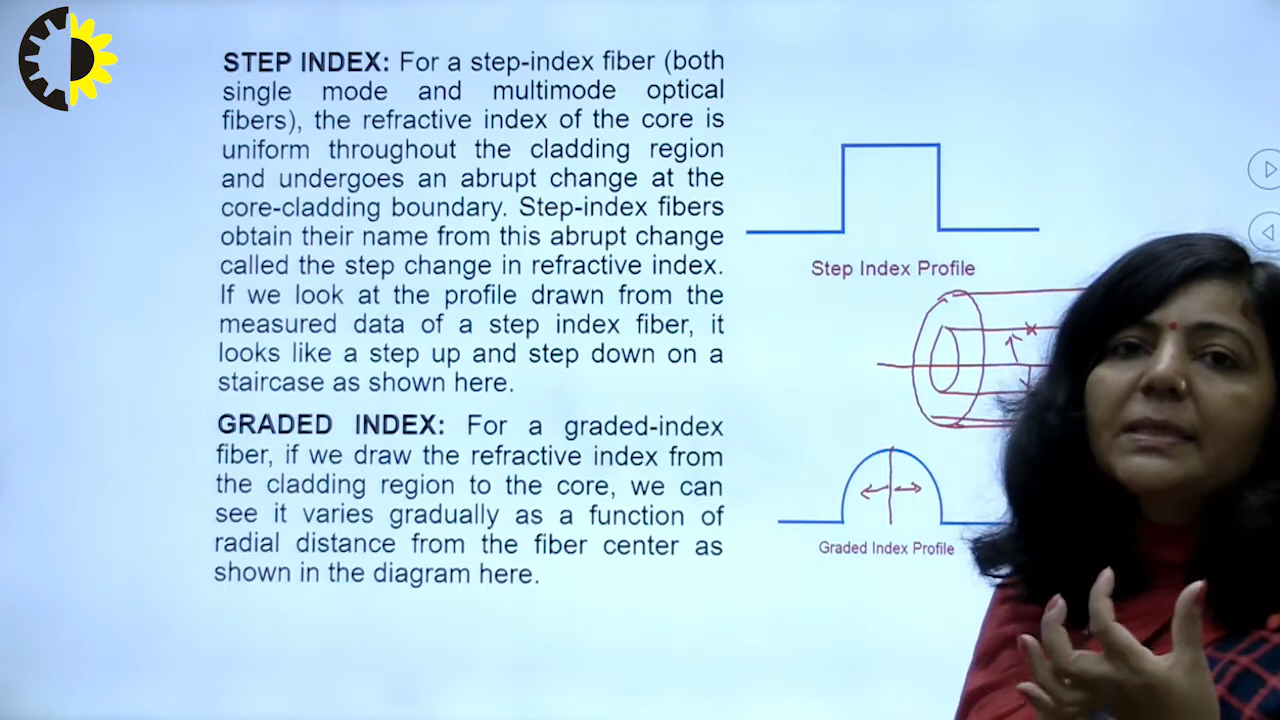 STEP INDEX: For a step-index fiber (both
single mode and multimode optical
fibers), the refractive index of the core is
uniform throughout the cladding region
and undergoes an abrupt change at the
core-cladding boundary. Step-index fibers
obtain their name from this abrupt change
called the step change in refractive index.
If we look at the profile drawn from the
measured data of a step index fiber, it
looks like a step up and step down on a
staircase as shown here.
GRADED INDEX: For a graded-index
fiber, if we draw the refractive index from
the cladding region to the core, we can
see it varies gradually as a function of
radial distance from the fiber center as
shown in the diagram here.
Step Index Profile
Graded Index Profile